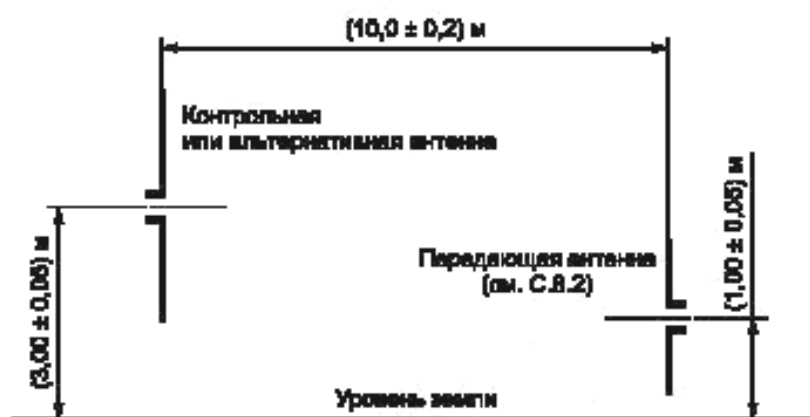 (10,0 ± 0,2) м
Контрольная
или альтернативная антенна
(3,00 ± 0,05) м
(1,00 ± 0,05) м
Передающая антенна
(см. С.8.2)
Уровень земли